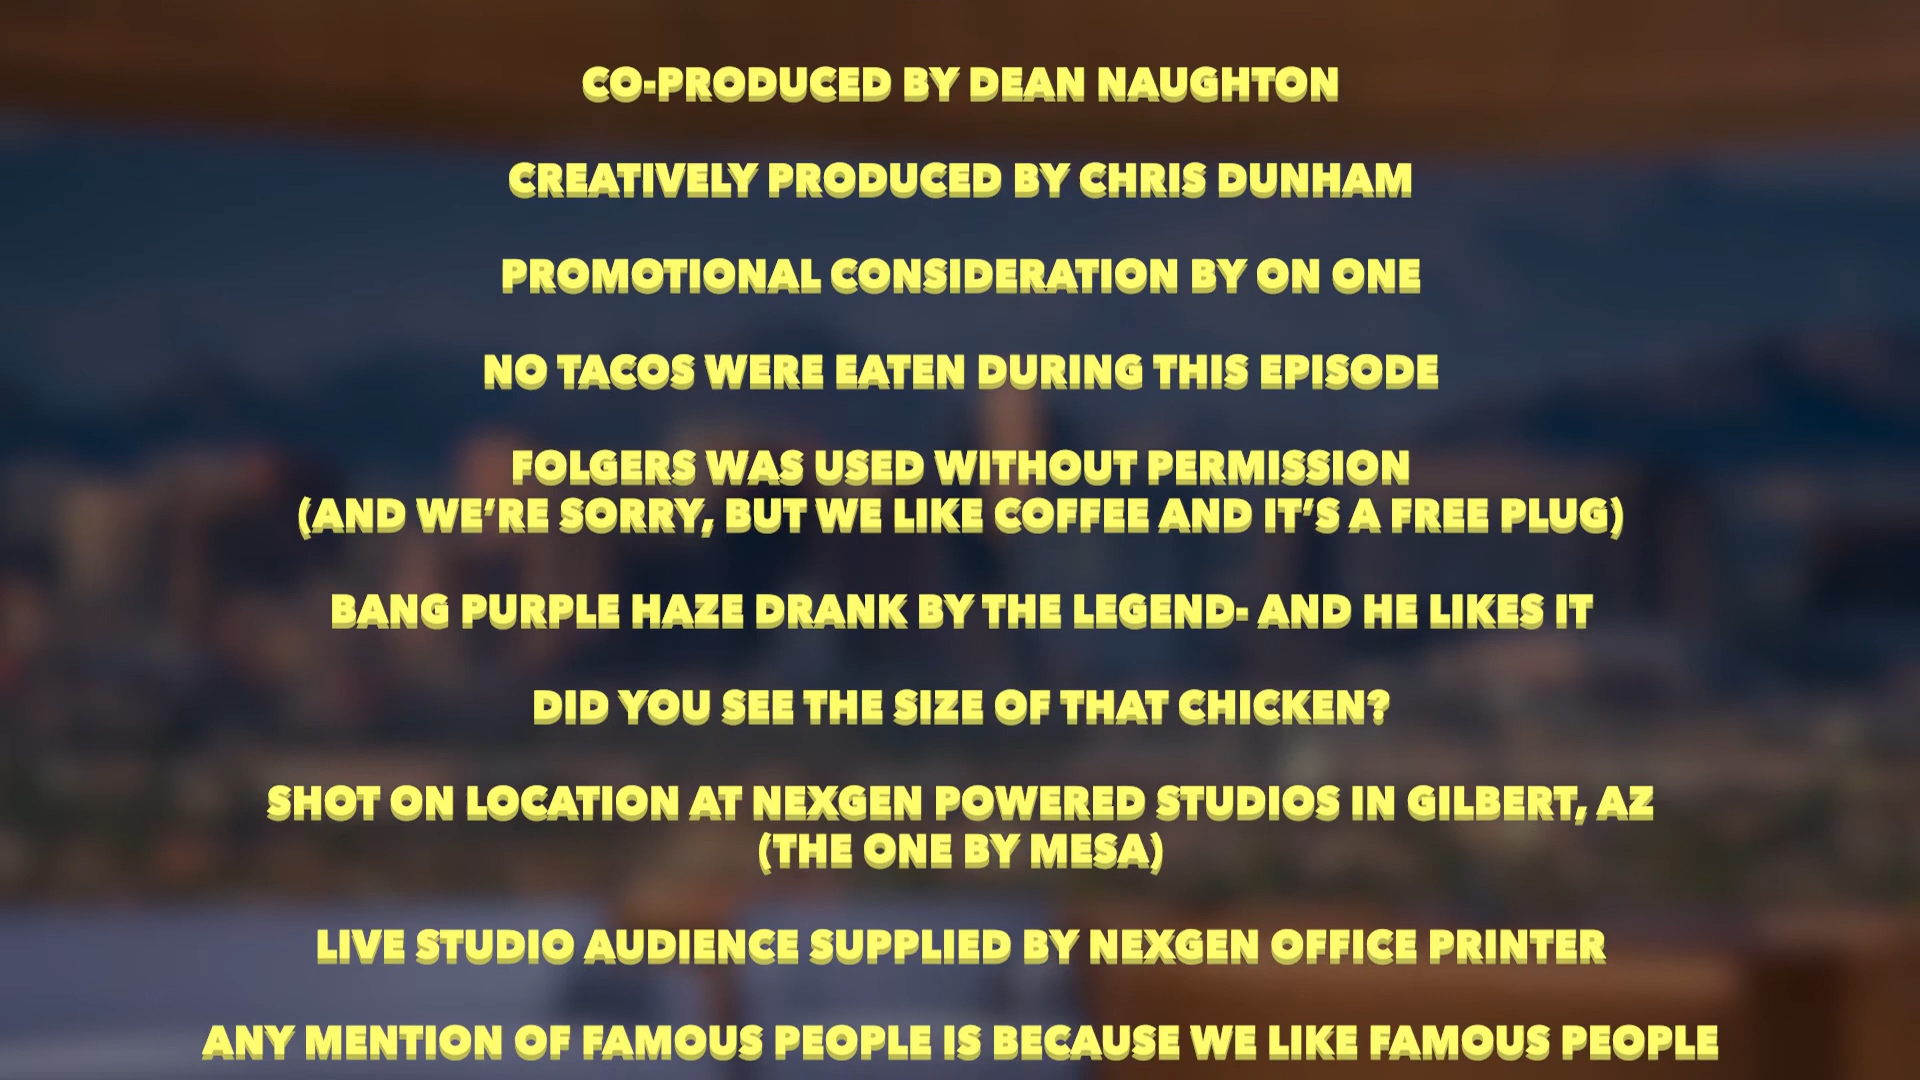 CO-PRODUCED BY DEAN NAUGHTON
CREATIVELY PRODUCED BY CHRIS DUNHAM
PROMOTIONAL CONSIDERATION BY ON ONE
NO TACOS WERE EATEN DURING THIS EPISODE
FOLGERS WAS USED WITHOUT PERMISSION
(AND WE’RE SORRY, BUT WE LIKE COFFEE AND IT’S A FREE PLUG)
BANG PURPLE HAZE DRANK BY THE LEGEND- AND HE LIKES IT
DID YOU SEE THE SIZE OF THAT CHICKEN?
SHOT ON LOCATION AT NEXGEN POWERED STUDIOS IN GILBERT, AZ
(THE ONE BY MESA)
LIVE STUDIO AUDIENCE SUPPLIED BY NEXGEN OFFICE PRINTER
ANY MENTION OF FAMOUS PEOPLE IS BECAUSE WE LIKE FAMOUS PEOPLE